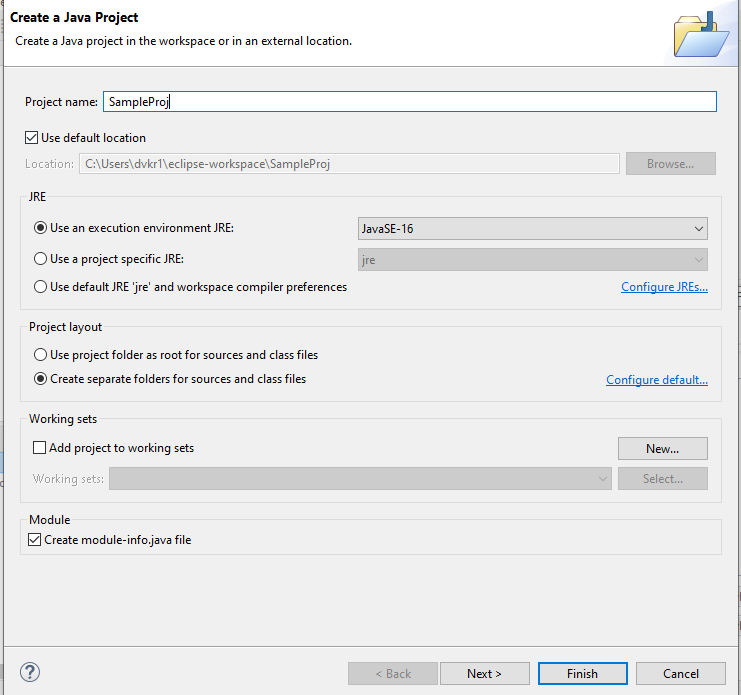 Create a Java Project
Create a Java project in the workspace or in an external location.
Project name: SampleProj
Use default location
Location: C:\Users\dvkr1\eclipse-workspace\SampleProj Browse...
JRE
Use an execution environment JRE: JavaSE-16
Use a project specific JRE: jre
Use default JRE 'jre' and workspace compiler preferences Configure JREs...
Project layout
Use project folder as root for sources and class files
Create separate folders for sources and class files Configure default...
Working sets
Add project to working sets New...
Working sets: Select...
Module
Create module-info.java file
? < Back Next > Finish Cancel